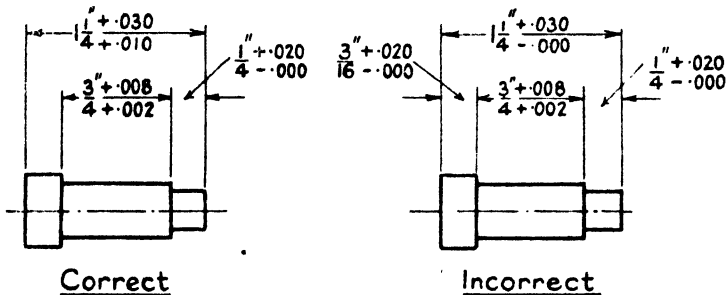 1 1/4" +.030 +.010
3/4" +.008 +.002
1/4" +.020 -.000
Correct
1 1/4" +.030 -.000
3/16" +.020 -.000
3/4" +.008 +.002
1/4" +.020 -.000
Incorrect